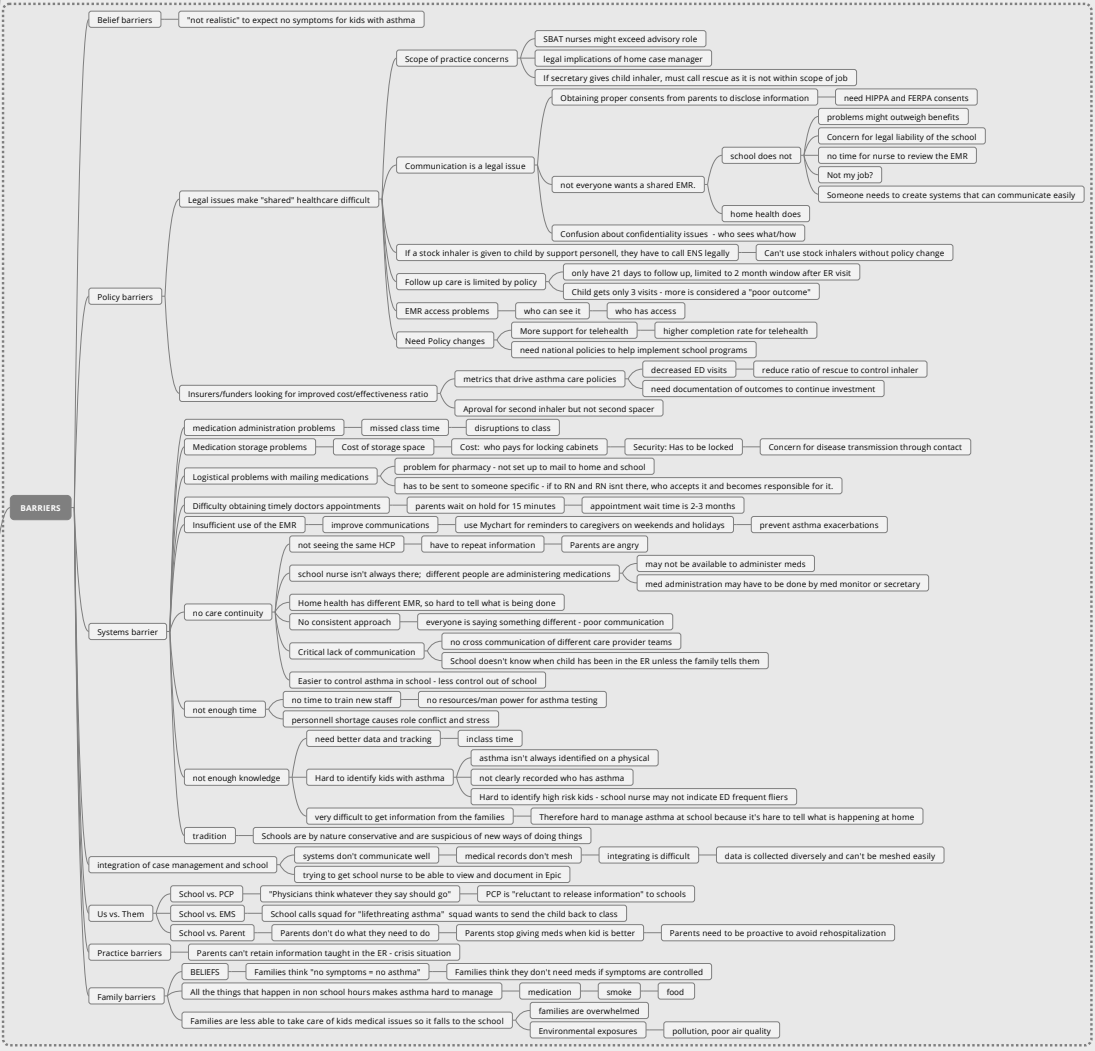 BARRIERS
Belief barriers
"not realistic" to expect no symptoms for kids with asthma
Policy barriers
Legal issues make "shared" healthcare difficult
Scope of practice concerns
SBAT nurses might exceed advisory role
legal implications of home case manager
If secretary gives child inhaler, must call rescue as it is not within scope of job
Communication is a legal issue
Obtaining proper consents from parents to disclose information
need HIPPA and FERPA consents
not everyone wants a shared EMR.
school does not
problems might outweigh benefits
Concern for legal liability of the school
no time for nurse to review the EMR
Not my job?
Someone needs to create systems that can communicate easily
home health does
Confusion about confidentiality issues - who sees what/how
If a stock inhaler is given to child by support personell, they have to call ENS legally
Can't use stock inhalers without policy change
Follow up care is limited by policy
only have 21 days to follow up, limited to 2 month window after ER visit
Child gets only 3 visits - more is considered a "poor outcome"
EMR access problems
who can see it
who has access
Need Policy changes
More support for telehealth
higher completion rate for telehealth
need national policies to help implement school programs
Insurers/funders looking for improved cost/effectiveness ratio
metrics that drive asthma care policies
decreased ED visits
reduce ratio of rescue to control inhaler
need documentation of outcomes to continue investment
Aproval for second inhaler but not second spacer
Systems barrier
medication administration problems
missed class time
disruptions to class
Medication storage problems
Cost of storage space
Cost: who pays for locking cabinets
Security: Has to be locked
Concern for disease transmission through contact
Logistical problems with mailing medications
problem for pharmacy - not set up to mail to home and school
has to be sent to someone specific - if to RN and RN isnt there, who accepts it and becomes responsible for it.
Difficulty obtaining timely doctors appointments
parents wait on hold for 15 minutes
appointment wait time is 2-3 months
Insufficient use of the EMR
improve communications
use Mychart for reminders to caregivers on weekends and holidays
prevent asthma exacerbations
no care continuity
not seeing the same HCP
have to repeat information
Parents are angry
school nurse isn't always there; different people are administering medications
may not be available to administer meds
med administration may have to be done by med monitor or secretary
Home health has different EMR, so hard to tell what is being done
No consistent approach
everyone is saying something different - poor communication
Critical lack of communication
no cross communication of different care provider teams
School doesn't know when child has been in the ER unless the family tells them
Easier to control asthma in school - less control out of school
not enough time
no time to train new staff
no resources/man power for asthma testing
personnell shortage causes role conflict and stress
not enough knowledge
need better data and tracking
inclass time
Hard to identify kids with asthma
asthma isn't always identified on a physical
not clearly recorded who has asthma
Hard to identify high risk kids - school nurse may not indicate ED frequent fliers
very difficult to get information from the families
Therefore hard to manage asthma at school because it's hare to tell what is happening at home
tradition
Schools are by nature conservative and are suspicious of new ways of doing things
integration of case management and school
systems don't communicate well
medical records don't mesh
integrating is difficult
data is collected diversely and can't be meshed easily
trying to get school nurse to be able to view and document in Epic
Us vs. Them
School vs. PCP
"Physicians think whatever they say should go"
PCP is "reluctant to release information" to schools
School vs. EMS
School calls squad for "lifethreating asthma" squad wants to send the child back to class
School vs. Parent
Parents don't do what they need to do
Parents stop giving meds when kid is better
Parents need to be proactive to avoid rehospitalization
Practice barriers
Parents can't retain information taught in the ER - crisis situation
Family barriers
BELIEFS
Families think "no symptoms = no asthma"
Families think they don't need meds if symptoms are controlled
All the things that happen in non school hours makes asthma hard to manage
medication
smoke
food
Families are less able to take care of kids medical issues so it falls to the school
families are overwhelmed
Environmental exposures
pollution, poor air quality